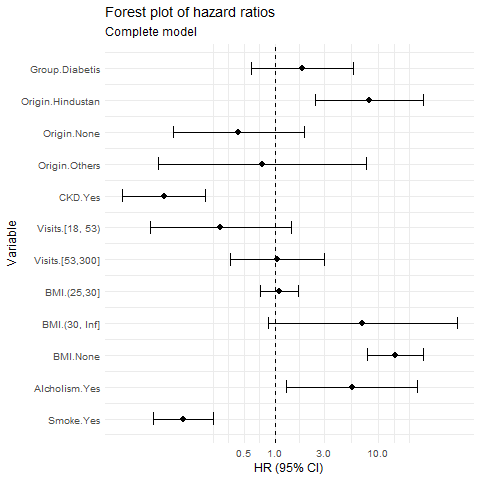 Forest plot of hazard ratios
Complete model
Variable
Group.Diabetis
Origin.Hindustan
Origin.None
Origin.Others
CKD.Yes
Visits.[18, 53)
Visits.[53,300]
BMI.(25,30]
BMI.(30, Inf]
BMI.None
Alcholism.Yes
Smoke.Yes
0.5 1.0 3.0 10.0
HR (95% CI)